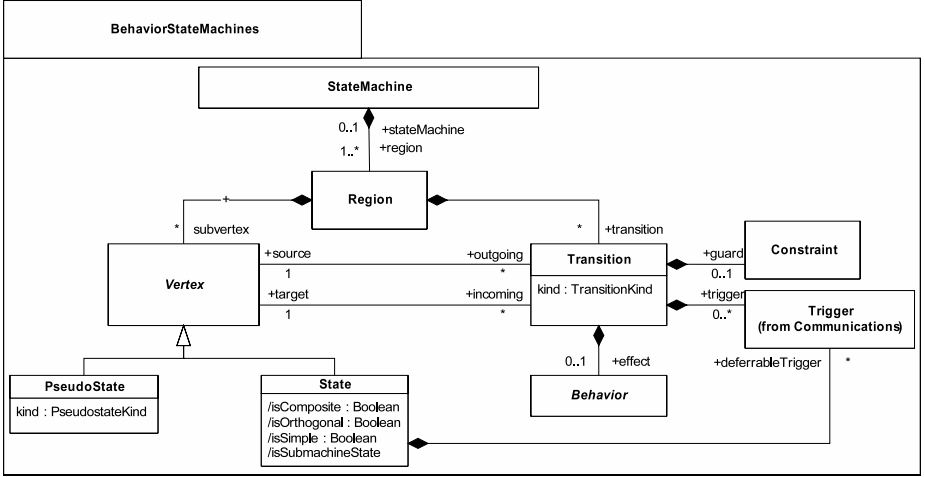 BehaviorStateMachines
StateMachine
0..1
+stateMachine
1..*
+region
Region
+
*
subvertex
*
+transition
Vertex
+source
1
+outgoing
*
+target
1
+incoming
*
Transition
kind : TransitionKind
+guard
0..1
Constraint
+trigger
0..*
Trigger
(from Communications)
0..1
+effect
Behavior
+deferrableTrigger
*
PseudoState
kind : PseudostateKind
State
/isComposite : Boolean
/isOrthogonal : Boolean
/isSimple : Boolean
/isSubmachineState